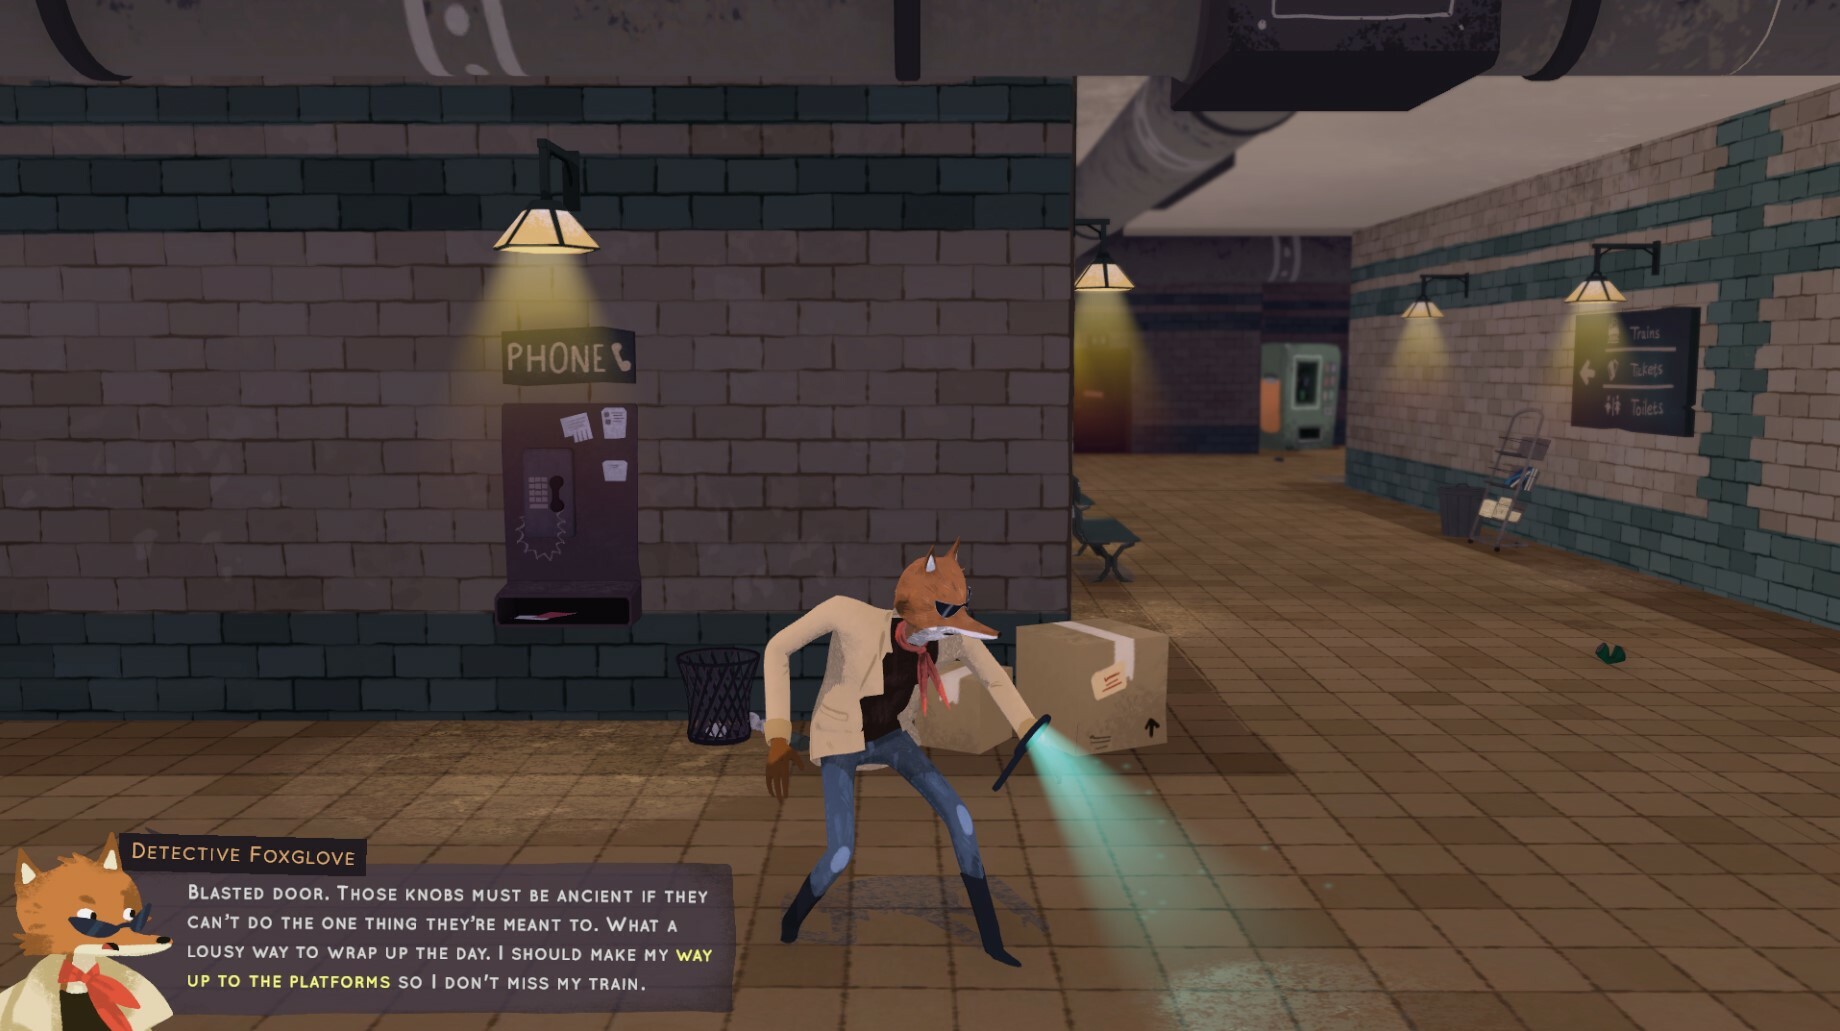 PHONE
Trains
Tickets
Toilets
DETECTIVE FOXGLOVE
BLASTED DOOR. THOSE KNOBS MUST BE ANCIENT IF THEY
CAN'T DO THE ONE THING THEY'RE MEANT TO. WHAT A
LOUSY WAY TO WRAP UP THE DAY. I SHOULD MAKE MY WAY
UP TO THE PLATFORMS SO I DON'T MISS MY TRAIN.